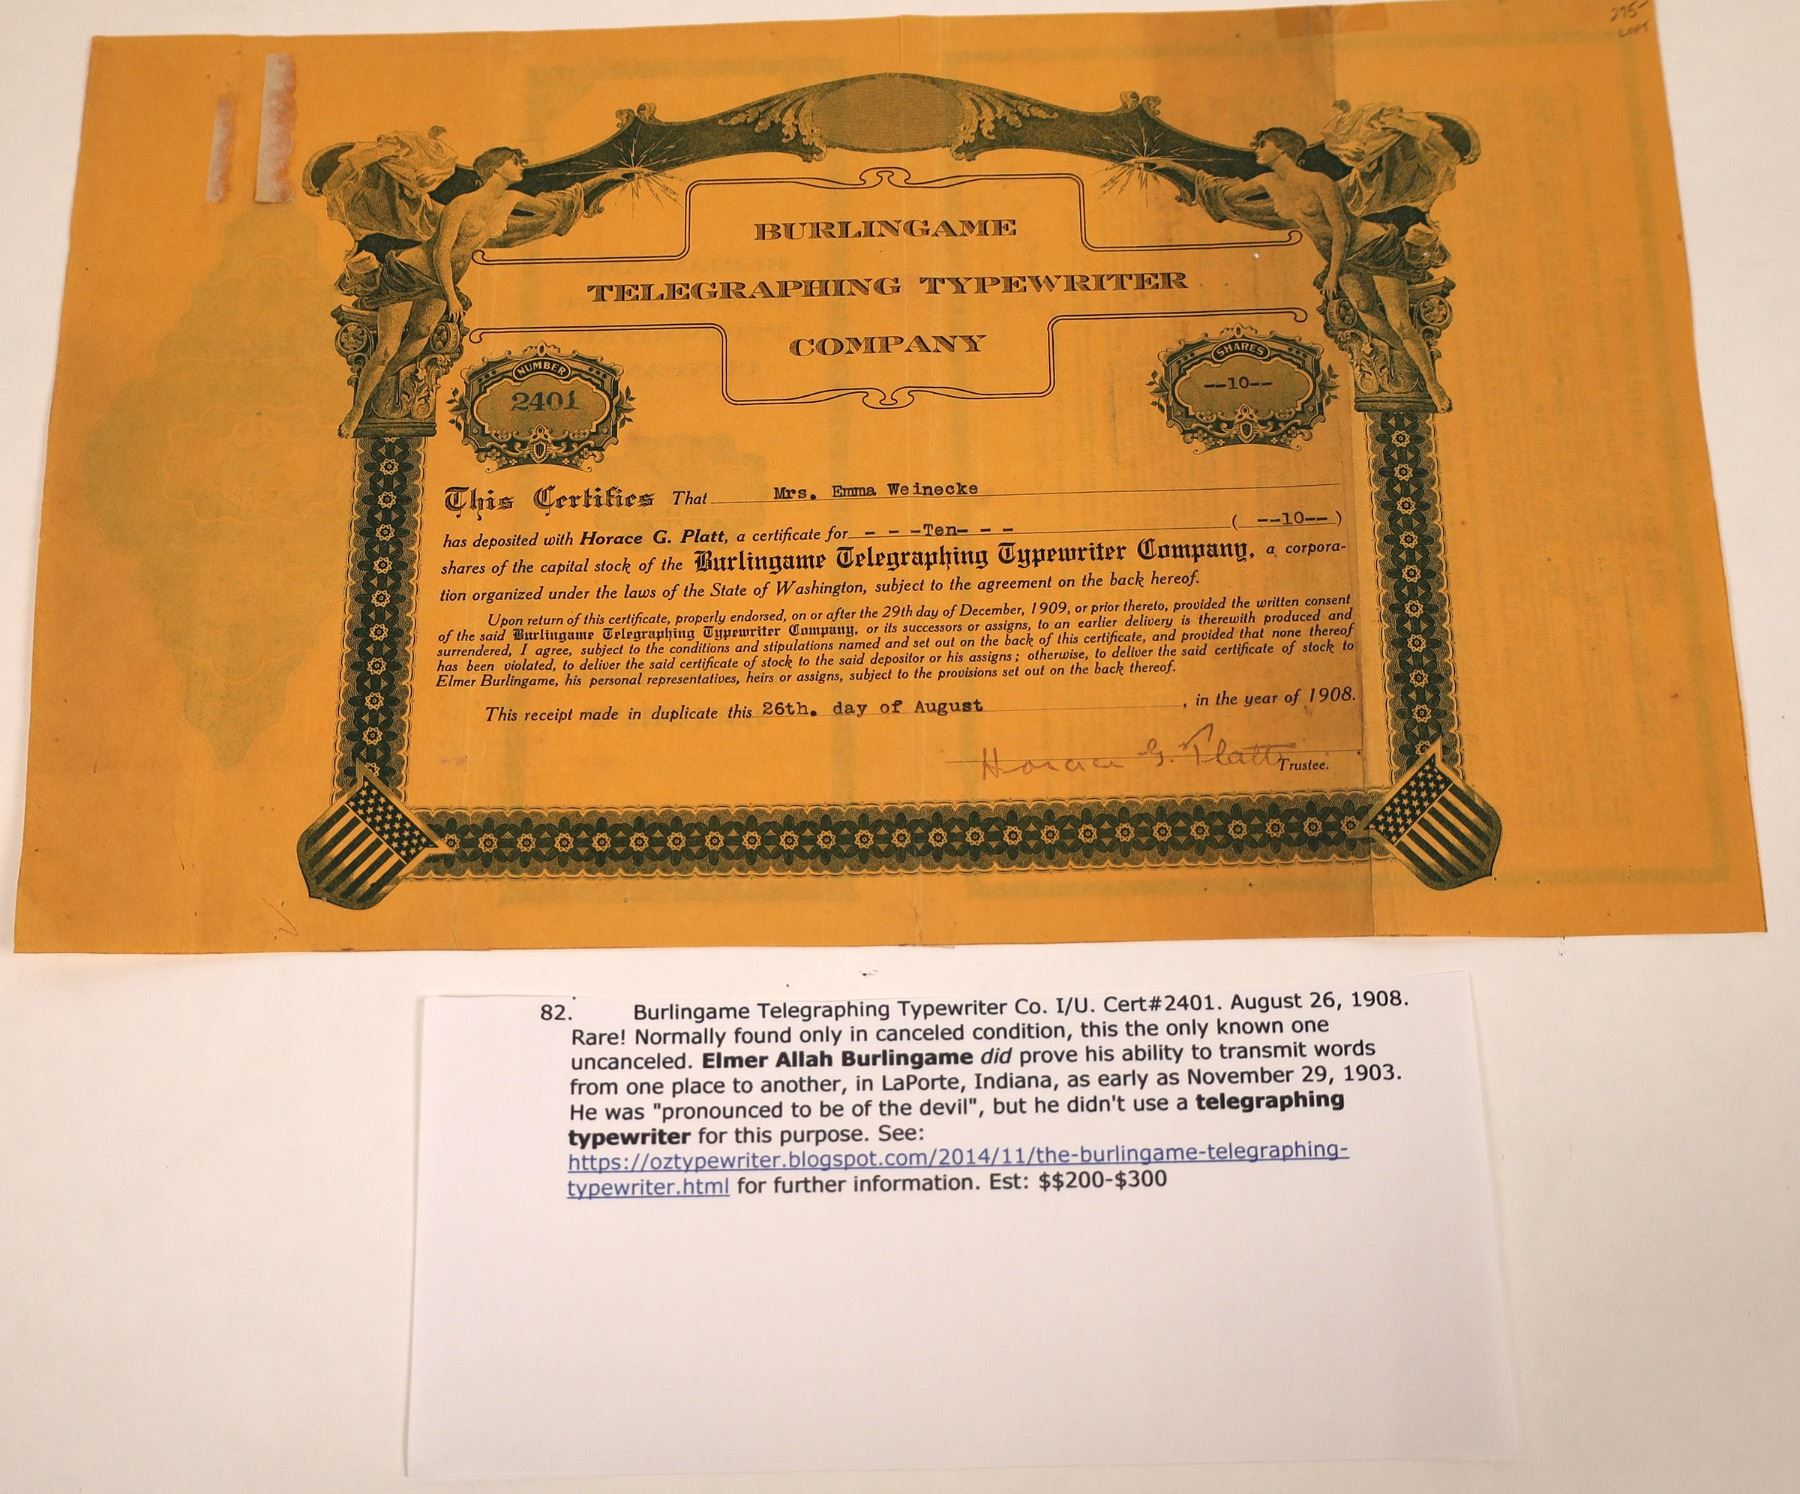 275-
BURLINGAME
TELEGRAPHING TYPEWRITER
COMPANY
NUMBER
2401
SHARES
--10--
This Certifies That Mrs. Emma Weinecke
has deposited with Horace G. Platt, a certificate for - - -Ten- - - ( --10-- )
shares of the capital stock of the Burlingame Telegraphing Typewriter Company, a corpora-
tion organized under the laws of the State of Washington, subject to the agreement on the back hereof.
Upon return of this certificate, properly endorsed, on or after the 29th day of December, 1909, or prior thereto, provided the written consent
of the said Burlingame Telegraphing Typewriter Company, or its successors or assigns, to an earlier delivery is therewith produced and
surrendered, I agree, subject to the conditions and stipulations named and set out on the back of this certificate, and provided that none thereof
has been violated, to deliver the said certificate of stock to the said depositor or his assigns; otherwise, to deliver the said certificate of stock to
Elmer Burlingame, his personal representatives, heirs or assigns, subject to the provisions set out on the back thereof.
This receipt made in duplicate this 26th. day of August , in the year of 1908.
Horace G. Platt Trustee.
82. Burlingame Telegraphing Typewriter Co. I/U. Cert#2401. August 26, 1908.
Rare! Normally found only in canceled condition, this the only known one
uncanceled. Elmer Allah Burlingame did prove his ability to transmit words
from one place to another, in LaPorte, Indiana, as early as November 29, 1903.
He was "pronounced to be of the devil", but he didn't use a telegraphing
typewriter for this purpose. See:
https://oztypewriter.blogspot.com/2014/11/the-burlingame-telegraphing-
typewriter.html for further information. Est: $$200-$300